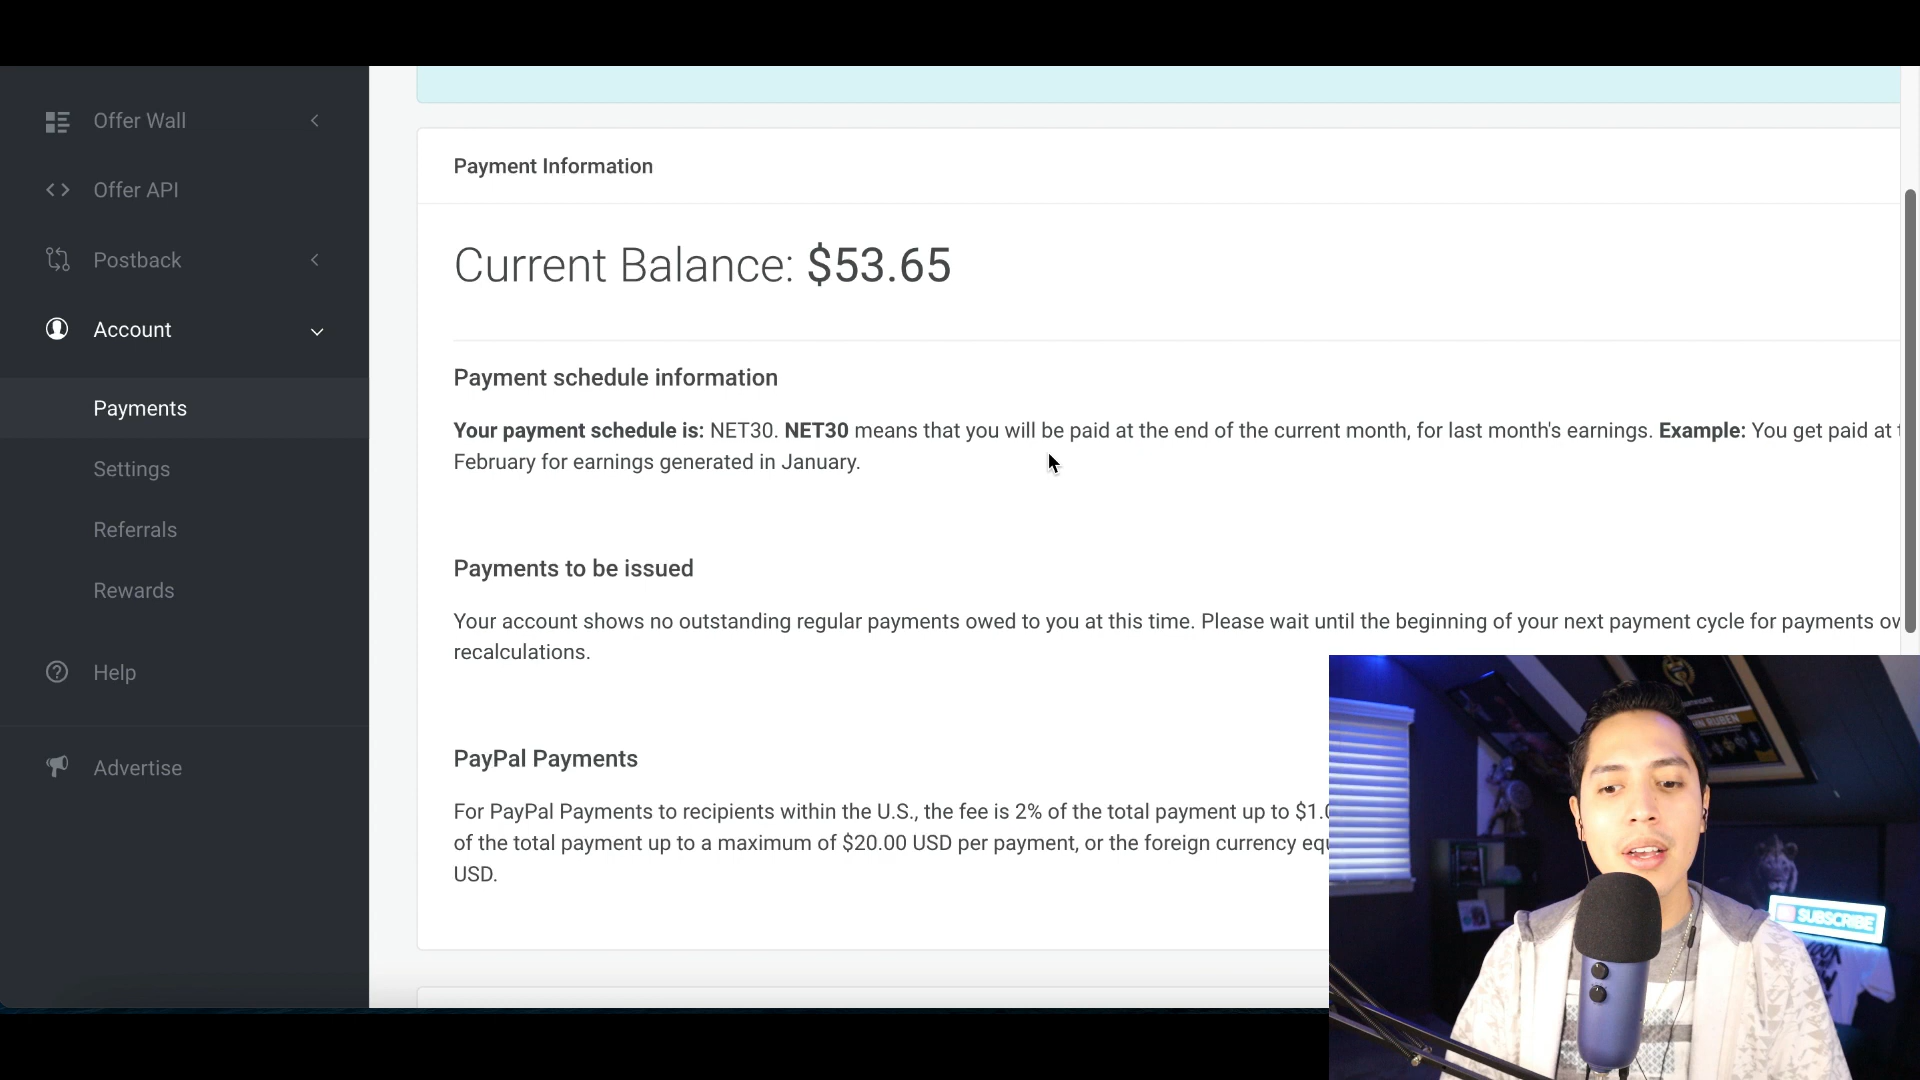 Offer Wall
Offer API
Postback
Account
Payments
Settings
Referrals
Rewards
Help
Advertise
Payment Information
Current Balance: $53.65
Payment schedule information
Your payment schedule is: NET30. NET30 means that you will be paid at the end of the current month, for last month's earnings. Example: You get paid at
February for earnings generated in January.
Payments to be issued
Your account shows no outstanding regular payments owed to you at this time. Please wait until the beginning of your next payment cycle for payments
recalculations.
PayPal Payments
For PayPal Payments to recipients within the U.S., the fee is 2% of the total payment up to
of the total payment up to a maximum of $20.00 USD per payment, or the foreign currency
USD.
SUBSCRIBE